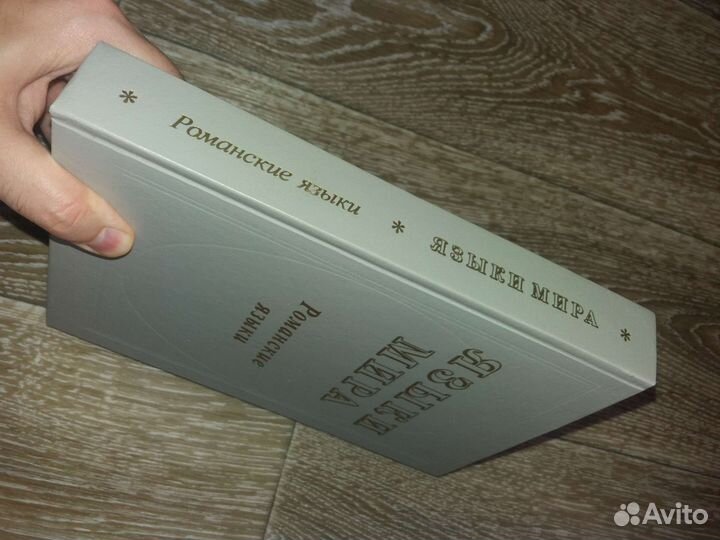 * Романские языки * ЯЗЫКИ МИРА *
ЯЗЫКИ
МИРА
Романские
языки
Avito